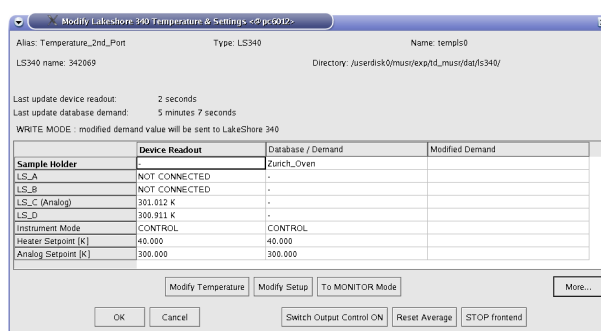 Modify Lakeshore 340 Temperature & Settings <@pc6012>
Alias: Temperature_2nd_Port Type: LS340 Name: templs0
LS340 name: 342069 Directory: /userdisk0/musr/exp/td_musr/dat/ls340/
Last update device readout: 2 seconds
Last update database demand: 5 minutes 7 seconds
WRITE MODE : modified demand value will be sent to LakeShore 340
Device Readout Database / Demand Modified Demand
Sample Holder - Zurich_Oven
LS_A NOT CONNECTED -
LS_B NOT CONNECTED -
LS_C (Analog) 301.012 K -
LS_D 300.911 K -
Instrument Mode CONTROL CONTROL
Heater Setpoint [K] 40.000 40.000
Analog Setpoint [K] 300.000 300.000
Modify Temperature Modify Setup To MONITOR Mode More...
OK Cancel Switch Output Control ON Reset Average STOP frontend